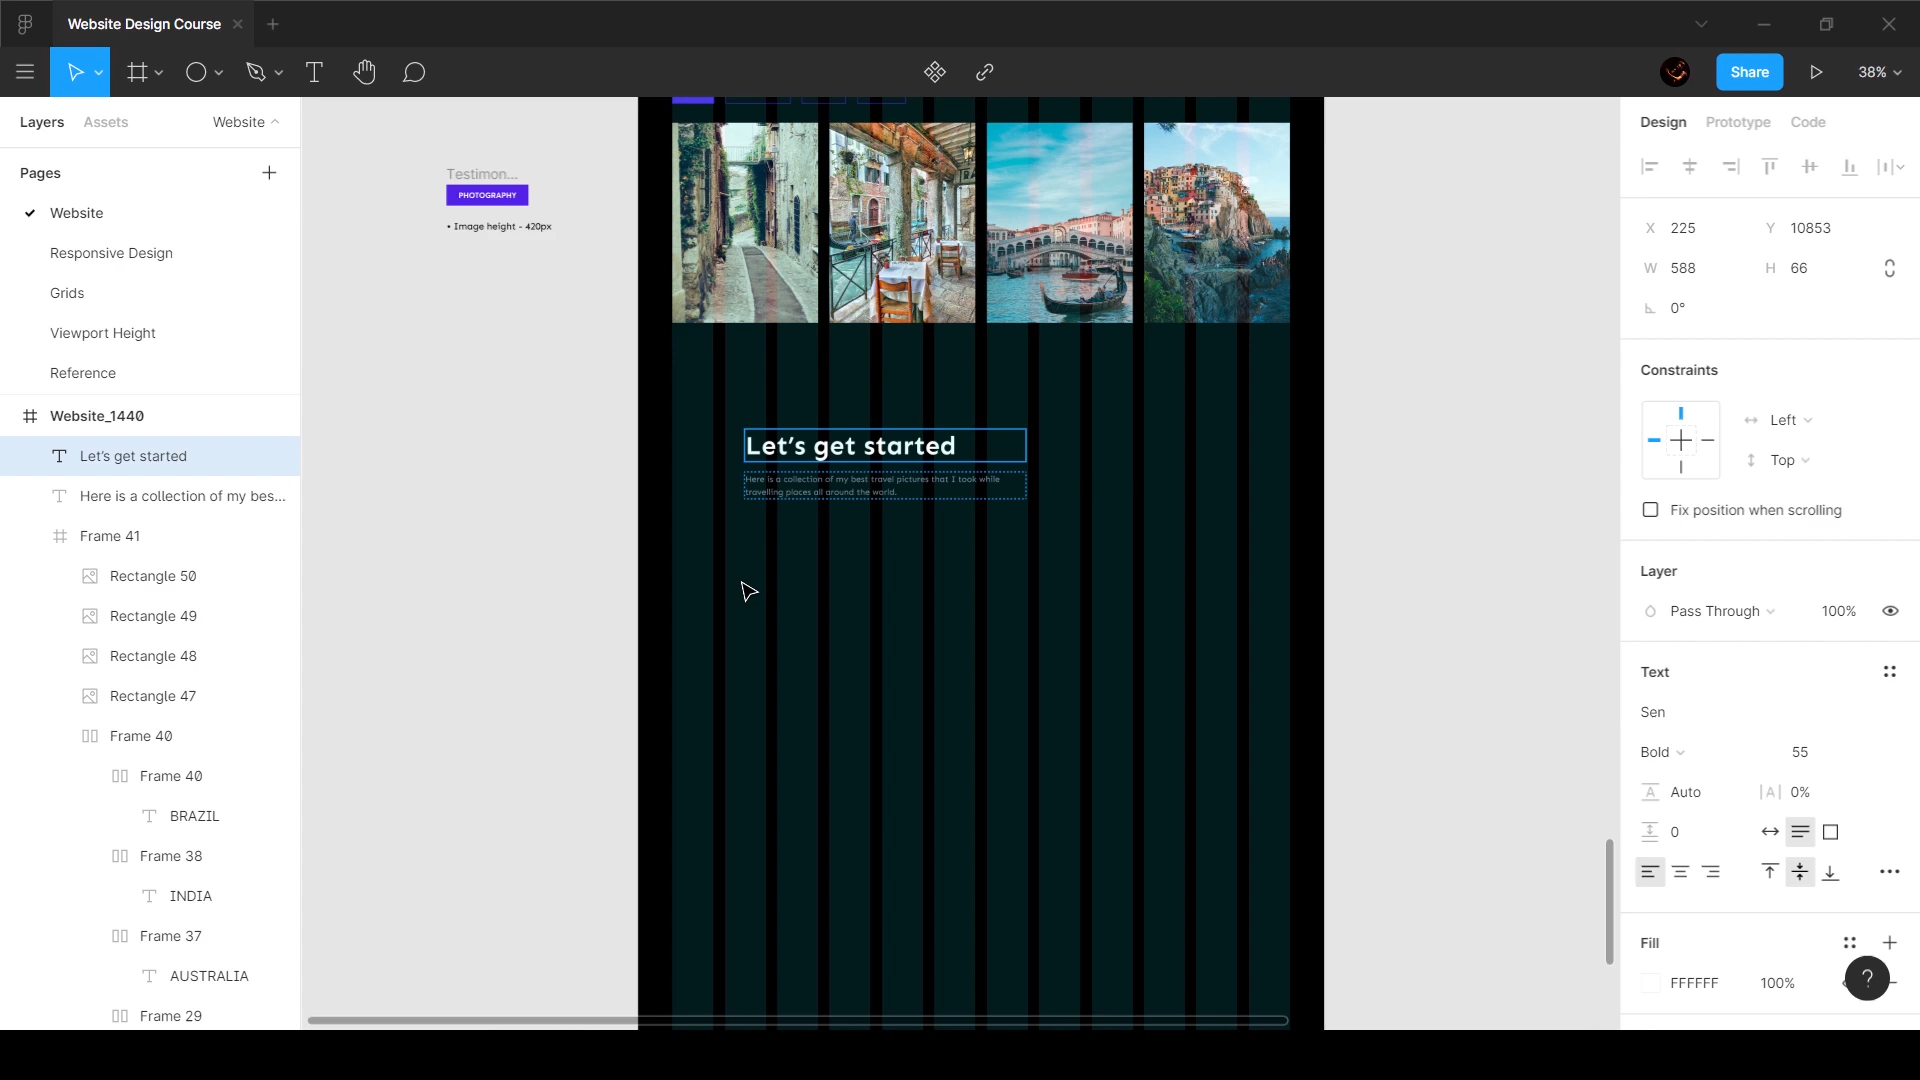 Website Design Course
Share
38%
Layers
Assets
Website
Pages
Website
Responsive Design
Grids
Viewport Height
Reference
Website_1440
Let's get started
Here is a collection of my bes...
Frame 41
Rectangle 50
Rectangle 49
Rectangle 48
Rectangle 47
Frame 40
Frame 40
BRAZIL
Frame 38
INDIA
Frame 37
AUSTRALIA
Frame 29
Testimon...
PHOTOGRAPHY
• Image height - 420px
Let's get started
Here is a collection of my best travel pictures that I took while
travelling places all around the world.
Design
Prototype
Code
X 225
Y 10853
W 588
H 66
0°
Constraints
Left
Top
Fix position when scrolling
Layer
Pass Through
100%
Text
Sen
Bold
55
A Auto
|A| 0%
0
Fill
FFFFFF
100%
?